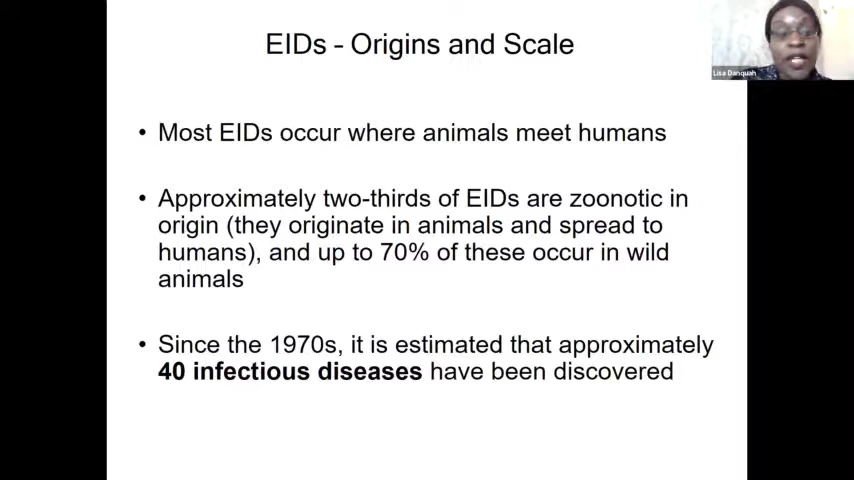 EIDs - Origins and Scale
Lisa Danquah
• Most EIDs occur where animals meet humans
• Approximately two-thirds of EIDs are zoonotic in
origin (they originate in animals and spread to
humans), and up to 70% of these occur in wild
animals
• Since the 1970s, it is estimated that approximately
40 infectious diseases have been discovered